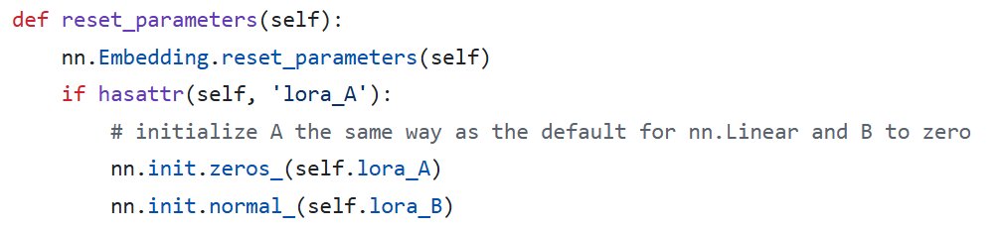 def reset_parameters(self):
    nn.Embedding.reset_parameters(self)
    if hasattr(self, 'lora_A'):
        # initialize A the same way as the default for nn.Linear and B to zero
        nn.init.zeros_(self.lora_A)
        nn.init.normal_(self.lora_B)